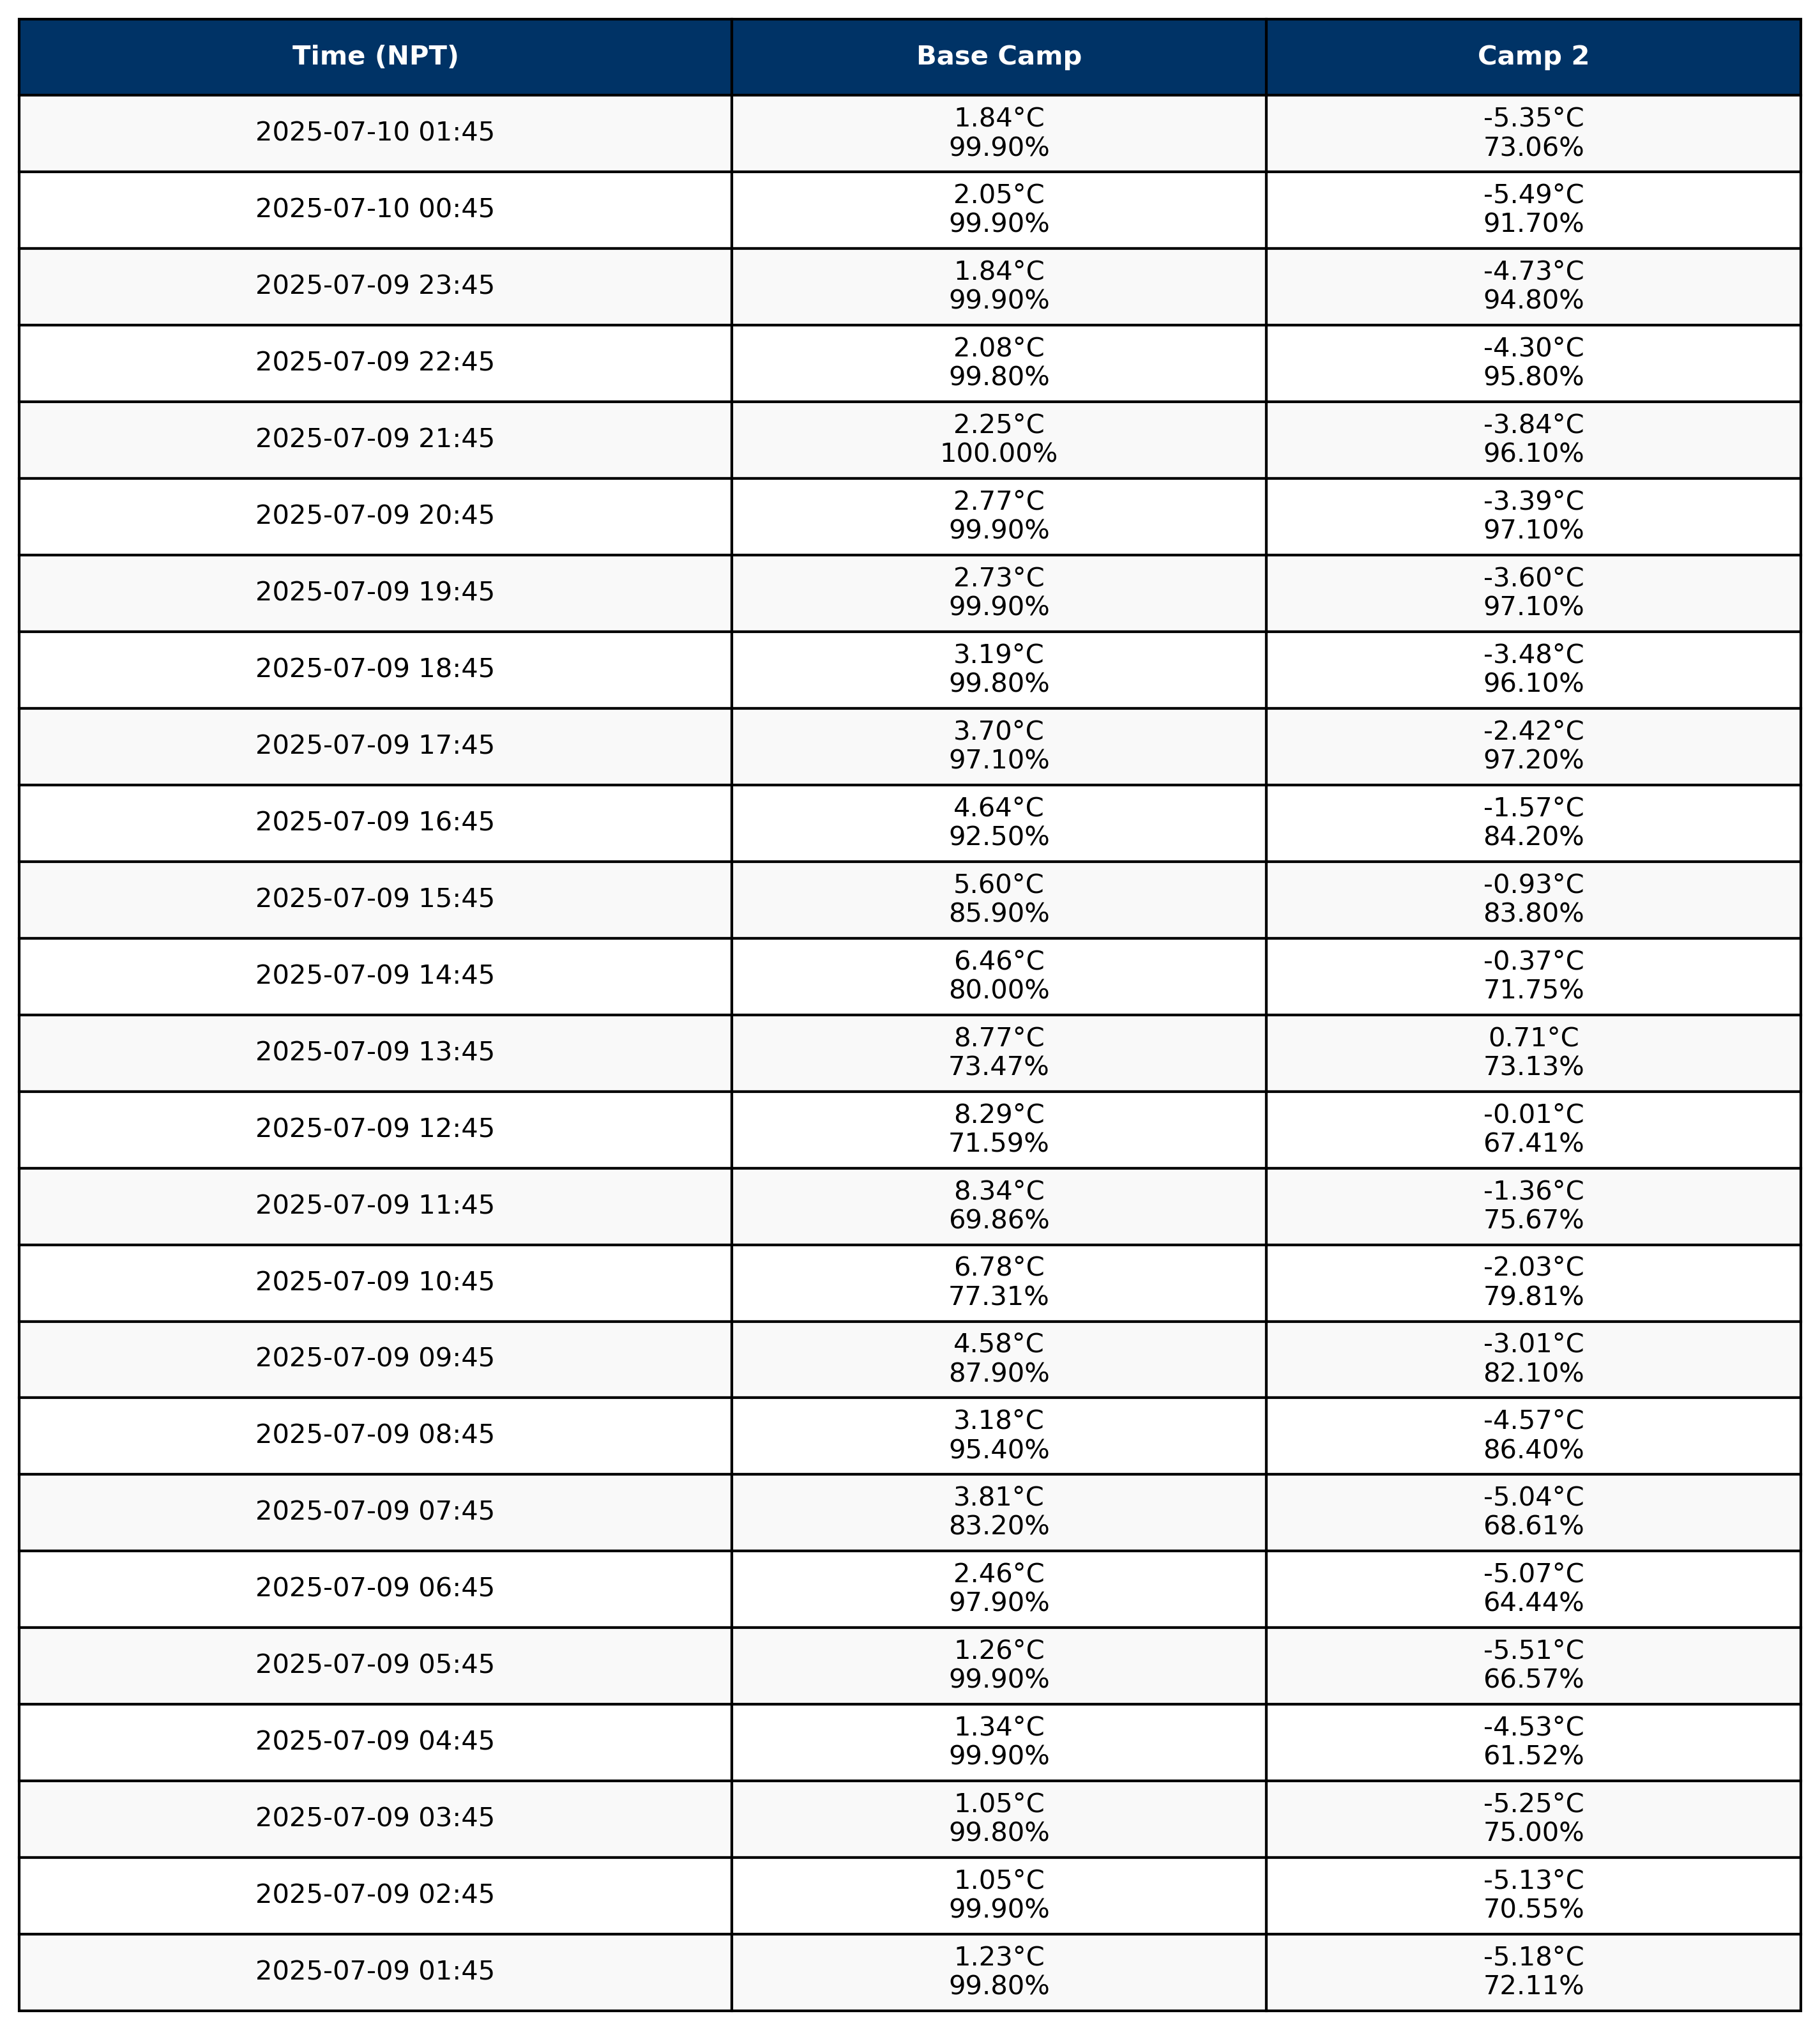 Time (NPT) Base Camp Camp 2
2025-07-10 01:45
1.84°C
99.90%
-5.35°C
73.06%
2025-07-10 00:45
2.05°C
99.90%
-5.49°C
91.70%
2025-07-09 23:45
1.84°C
99.90%
-4.73°C
94.80%
2025-07-09 22:45
2.08°C
99.80%
-4.30°C
95.80%
2025-07-09 21:45
2.25°C
100.00%
-3.84°C
96.10%
2025-07-09 20:45
2.77°C
99.90%
-3.39°C
97.10%
2025-07-09 19:45
2.73°C
99.90%
-3.60°C
97.10%
2025-07-09 18:45
3.19°C
99.80%
-3.48°C
96.10%
2025-07-09 17:45
3.70°C
97.10%
-2.42°C
97.20%
2025-07-09 16:45
4.64°C
92.50%
-1.57°C
84.20%
2025-07-09 15:45
5.60°C
85.90%
-0.93°C
83.80%
2025-07-09 14:45
6.46°C
80.00%
-0.37°C
71.75%
2025-07-09 13:45
8.77°C
73.47%
0.71°C
73.13%
2025-07-09 12:45
8.29°C
71.59%
-0.01°C
67.41%
2025-07-09 11:45
8.34°C
69.86%
-1.36°C
75.67%
2025-07-09 10:45
6.78°C
77.31%
-2.03°C
79.81%
2025-07-09 09:45
4.58°C
87.90%
-3.01°C
82.10%
2025-07-09 08:45
3.18°C
95.40%
-4.57°C
86.40%
2025-07-09 07:45
3.81°C
83.20%
-5.04°C
68.61%
2025-07-09 06:45
2.46°C
97.90%
-5.07°C
64.44%
2025-07-09 05:45
1.26°C
99.90%
-5.51°C
66.57%
2025-07-09 04:45
1.34°C
99.90%
-4.53°C
61.52%
2025-07-09 03:45
1.05°C
99.80%
-5.25°C
75.00%
2025-07-09 02:45
1.05°C
99.90%
-5.13°C
70.55%
2025-07-09 01:45
1.23°C
99.80%
-5.18°C
72.11%